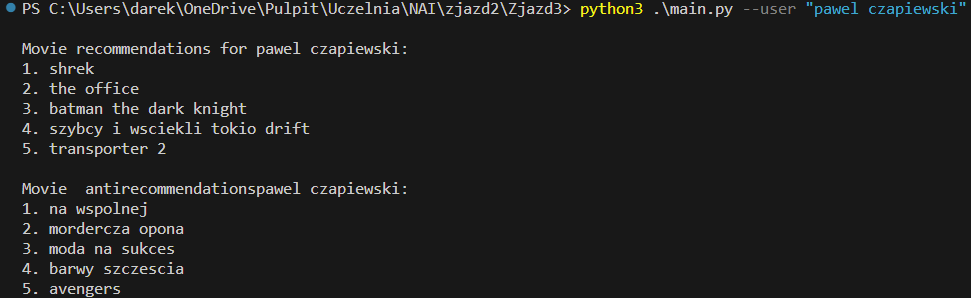 PS C:\Users\darek\OneDrive\Pulpit\Uczelnia\NAI\zjazd2\Zjazd3> python3 .\main.py --user "pawel czapiewski"
Movie recommendations for pawel czapiewski:
1. shrek
2. the office
3. batman the dark knight
4. szybcy i wsciekli tokio drift
5. transporter 2
Movie  antirecommendationspawel czapiewski:
1. na wspolnej
2. mordercza opona
3. moda na sukces
4. barwy szczescia
5. avengers